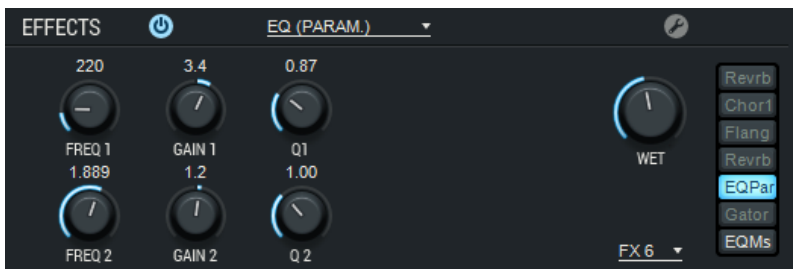 EFFECTS EQ (PARAM.)
220 3.4 0.87
FREQ 1 GAIN 1 Q1
1.889 1.2 1.00
FREQ 2 GAIN 2 Q 2
WET
FX 6
Revrb
Chor1
Flang
Revrb
EQPar
Gator
EQMs